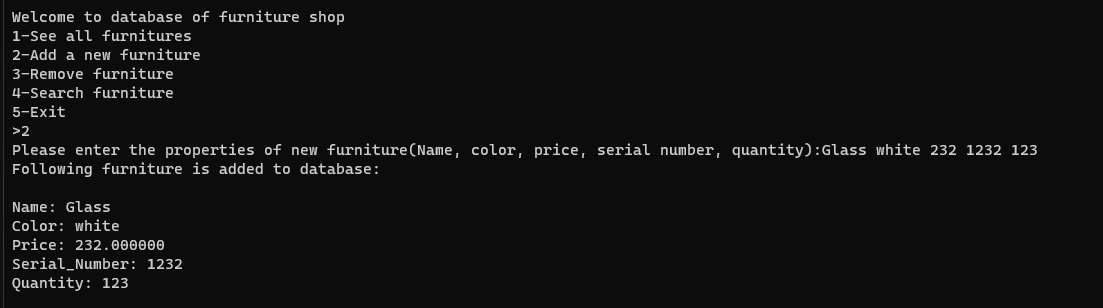 Welcome to database of furniture shop
1-See all furnitures
2-Add a new furniture
3-Remove furniture
4-Search furniture
5-Exit
>2
Please enter the properties of new furniture(Name, color, price, serial number, quantity):Glass white 232 1232 123
Following furniture is added to database:
Name: Glass
Color: white
Price: 232.000000
Serial_Number: 1232
Quantity: 123